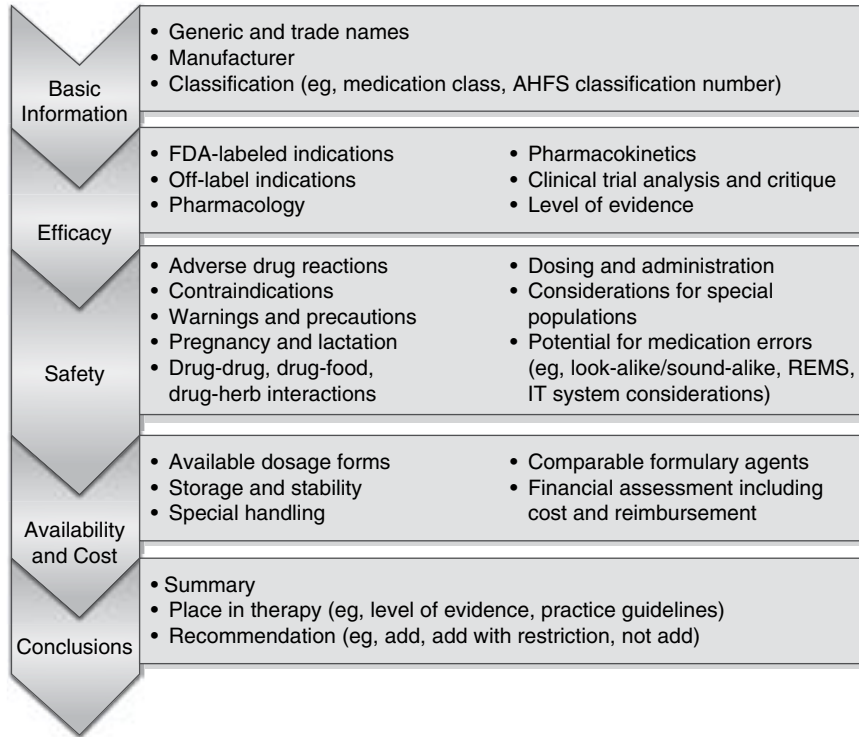 Basic
Information
• Generic and trade names
• Manufacturer
• Classification (eg, medication class, AHFS classification number)
Efficacy
• FDA-labeled indications
• Off-label indications
• Pharmacology
• Pharmacokinetics
• Clinical trial analysis and critique
• Level of evidence
Safety
• Adverse drug reactions
• Contraindications
• Warnings and precautions
• Pregnancy and lactation
• Drug-drug, drug-food,
drug-herb interactions
• Dosing and administration
• Considerations for special
populations
• Potential for medication errors
(eg, look-alike/sound-alike, REMS,
IT system considerations)
Availability
and Cost
• Available dosage forms
• Storage and stability
• Special handling
• Comparable formulary agents
• Financial assessment including
cost and reimbursement
Conclusions
• Summary
• Place in therapy (eg, level of evidence, practice guidelines)
• Recommendation (eg, add, add with restriction, not add)